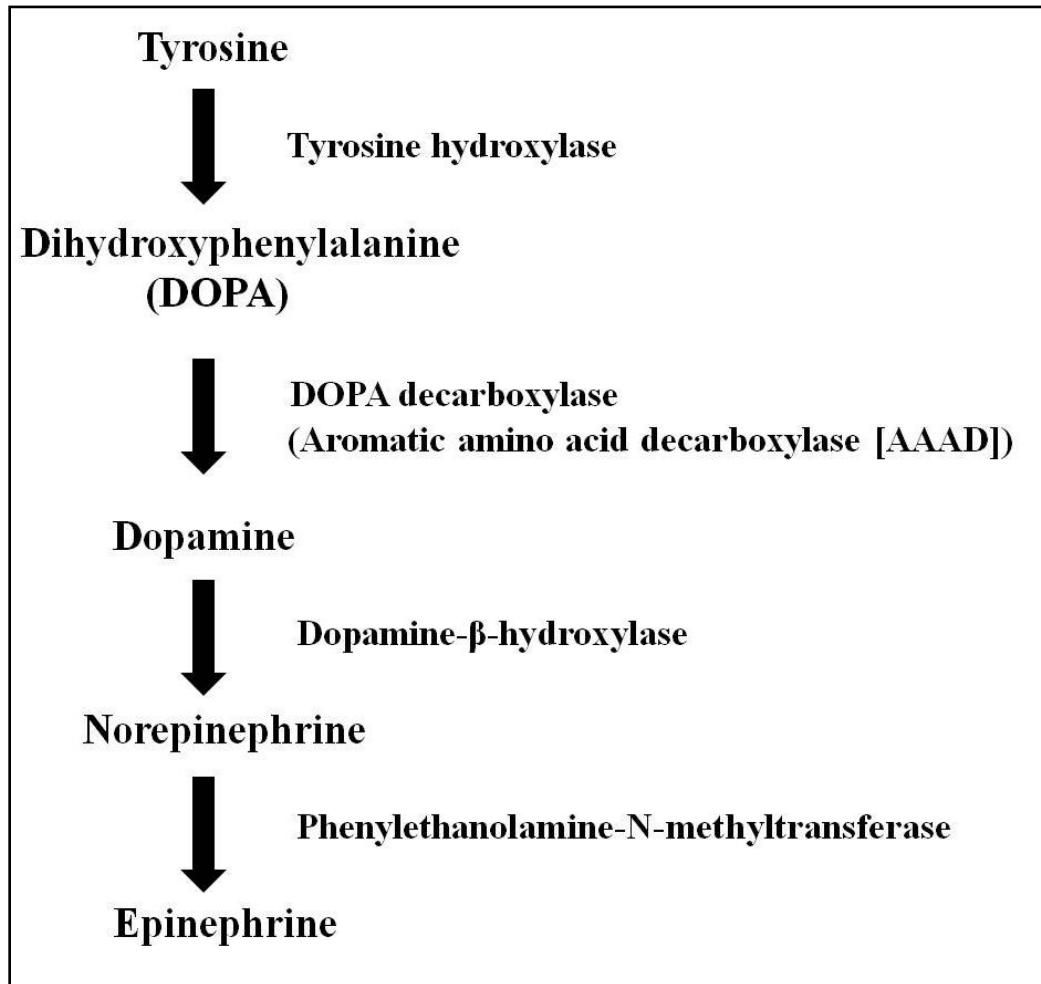 Tyrosine
Tyrosine hydroxylase
Dihydroxyphenylalanine
(DOPA)
DOPA decarboxylase
(Aromatic amino acid decarboxylase [AAAD])
Dopamine
Dopamine-β-hydroxylase
Norepinephrine
Phenylethanolamine-N-methyltransferase
Epinephrine